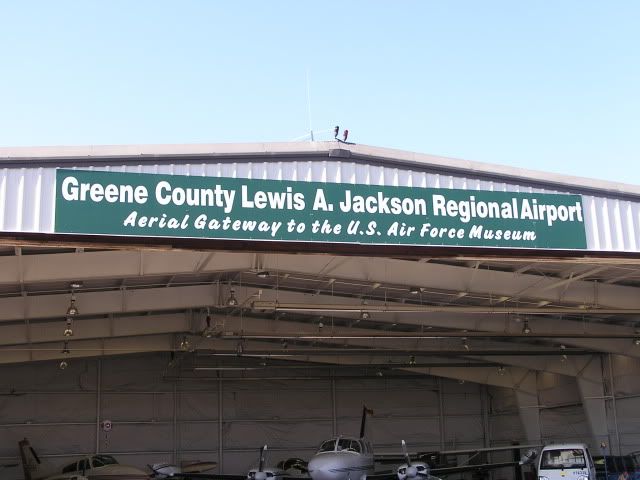 Greene County Lewis A. Jackson Regional Airport
Aerial Gateway to the U.S. Air Force Museum